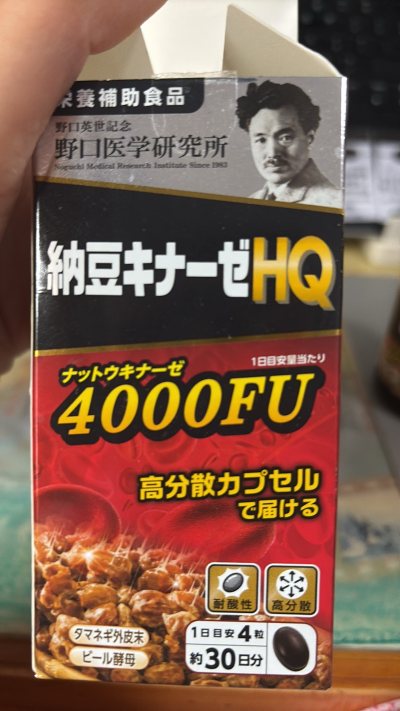 栄養補助食品
野口英世記念
野口医学研究所
Noguchi Medical Research Institute Since 1983
納豆キナーゼHQ
1日目安量当たり
ナットウキナーゼ
4000FU
高分散カプセル
で届ける
耐酸性
高分散
タマネギ外皮末
ビール酵母
1日目安4粒
約30日分